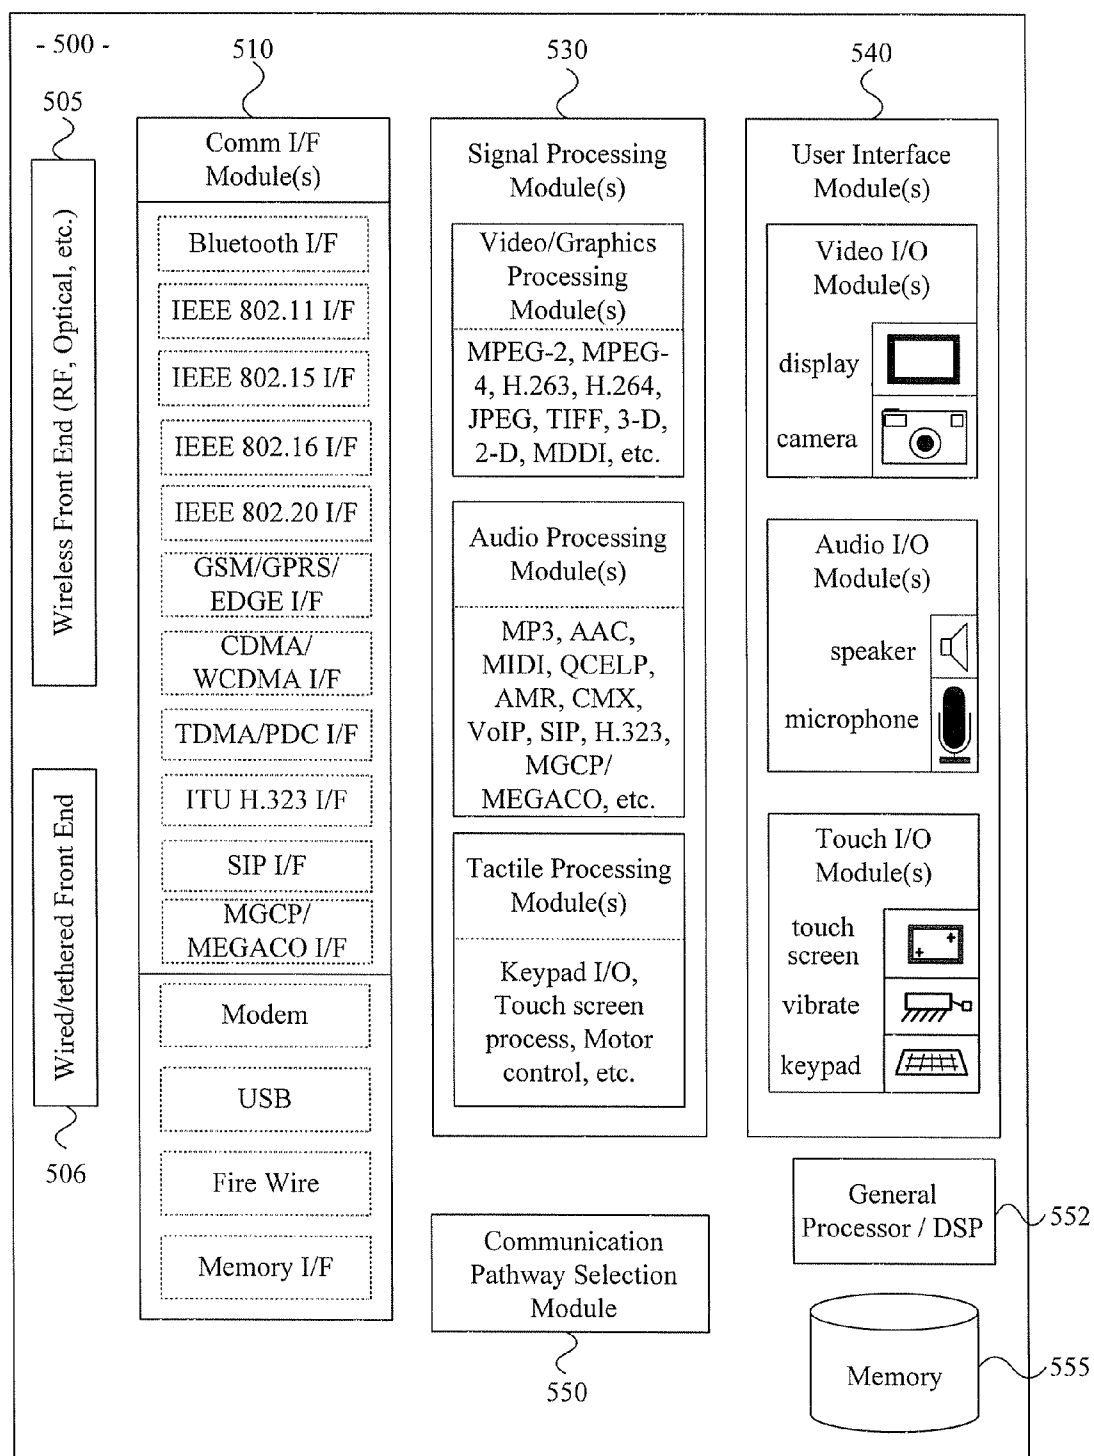 - 500 -
510
530
540
505
Wireless Front End (RF, Optical, etc.)
Wired/tethered Front End
506
Comm I/F
Module(s)
Bluetooth I/F
IEEE 802.11 I/F
IEEE 802.15 I/F
IEEE 802.16 I/F
IEEE 802.20 I/F
GSM/GPRS/
EDGE I/F
CDMA/
WCDMA I/F
TDMA/PDC I/F
ITU H.323 I/F
SIP I/F
MGCP/
MEGACO I/F
Modem
USB
Fire Wire
Memory I/F
Signal Processing
Module(s)
Video/Graphics
Processing
Module(s)
MPEG-2, MPEG-
4, H.263, H.264,
JPEG, TIFF, 3-D,
2-D, MDDI, etc.
Audio Processing
Module(s)
MP3, AAC,
MIDI, QCELP,
AMR, CMX,
VoIP, SIP, H.323,
MGCP/
MEGACO, etc.
Tactile Processing
Module(s)
Keypad I/O,
Touch screen
process, Motor
control, etc.
Communication
Pathway Selection
Module
550
User Interface
Module(s)
Video I/O
Module(s)
display
camera
Audio I/O
Module(s)
speaker
microphone
Touch I/O
Module(s)
touch
screen
vibrate
keypad
General
Processor / DSP
552
Memory
555